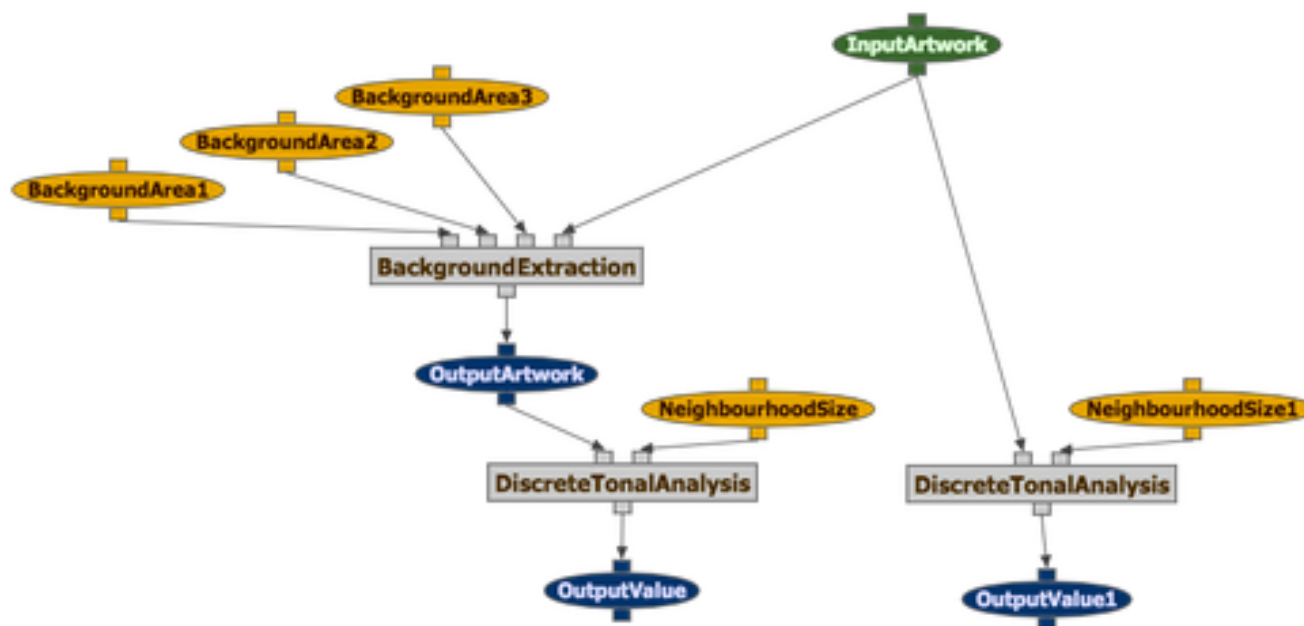 InputArtwork
BackgroundArea3
BackgroundArea2
BackgroundArea1
BackgroundExtraction
OutputArtwork
NeighbourhoodSize
NeighbourhoodSize1
DiscreteTonalAnalysis
DiscreteTonalAnalysis
OutputValue
OutputValue1